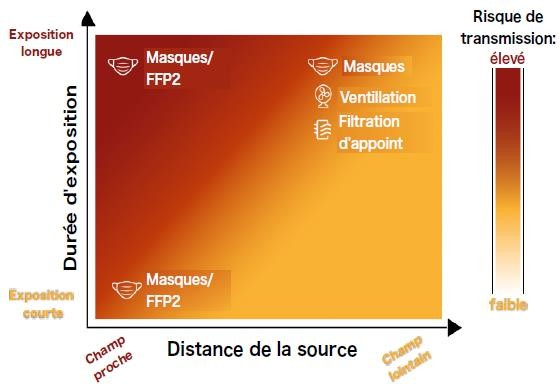 Exposition
longue
Risque de
transmission:
élevé
Masques/
FFP2
Masques
Ventilation
Filtration
d'appoint
Durée d'exposition
Masques/
FFP2
Exposition
courte
faible
Champ
proche
Distance de la source
Champ
lointain